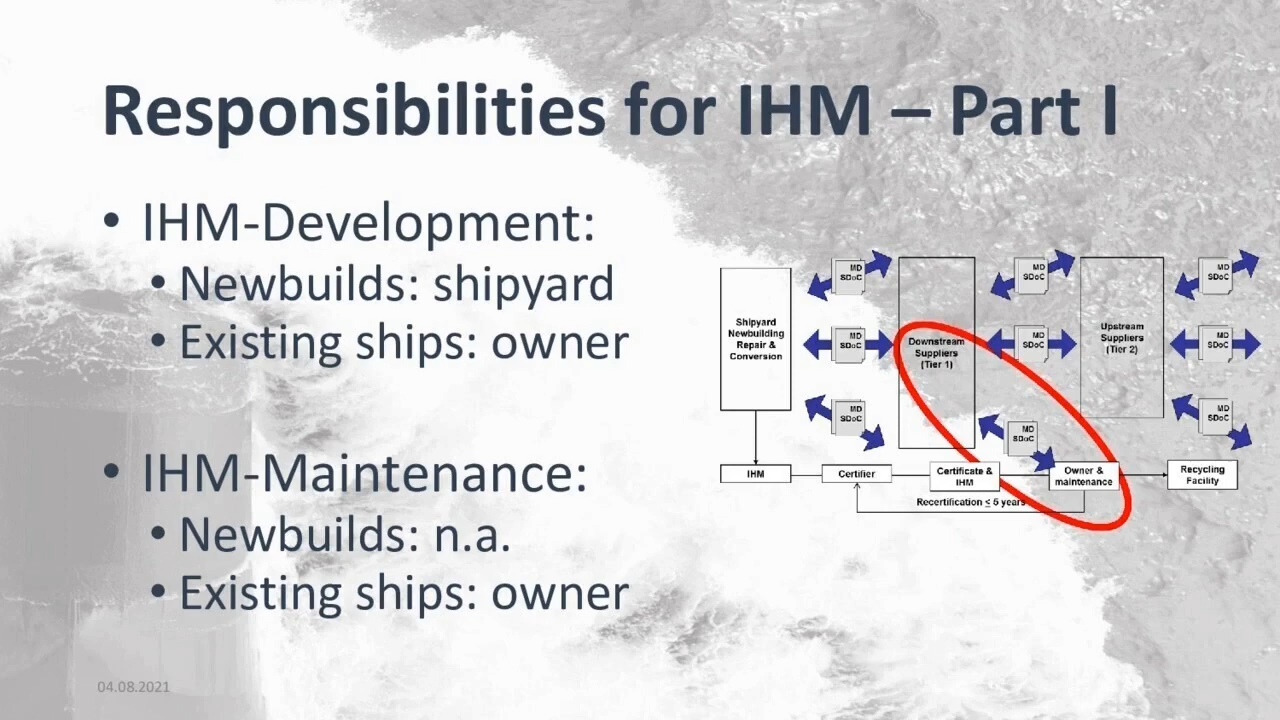 Responsibilities for IHM – Part I
• IHM-Development:
• Newbuilds: shipyard
• Existing ships: owner
• IHM-Maintenance:
• Newbuilds: n.a.
• Existing ships: owner
MD
SDoC
MD
SDoC
MD
SDoC
Shipyard
Newbuilding
Repair &
Conversion
MD
SDoC
Downstream
Suppliers
(Tier 1)
MD
SDoC
Upstream
Suppliers
(Tier 2)
MD
SDoC
MD
SDoC
MD
SDoC
MD
SDoC
IHM
Certifier
Certificate &
IHM
Owner &
maintenance
Recycling
Facility
Recertification ≤ 5 years
04.08.2021